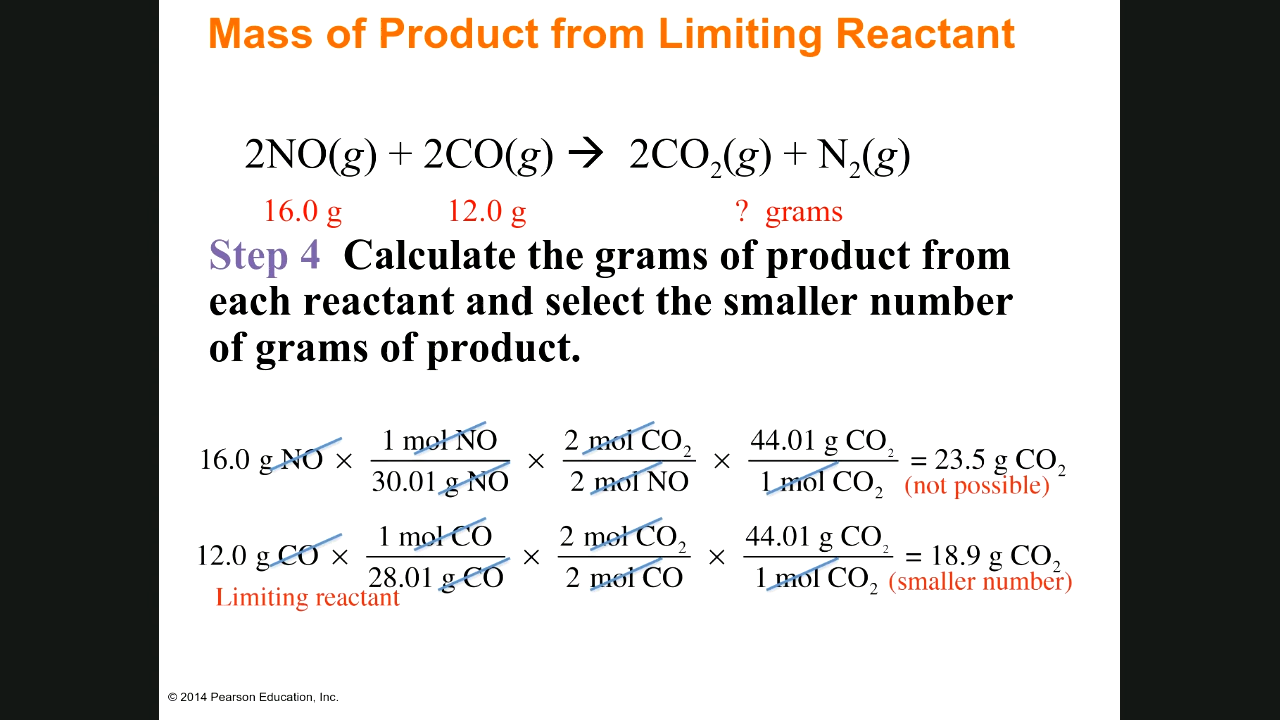 Mass of Product from Limiting Reactant
2NO(g) + 2CO(g) → 2CO₂(g) + N₂(g)
16.0 g 12.0 g ? grams
Step 4 Calculate the grams of product from
each reactant and select the smaller number
of grams of product.
16.0 g NO × 1 mol NO / 30.01 g NO × 2 mol CO₂ / 2 mol NO × 44.01 g CO₂ / 1 mol CO₂ = 23.5 g CO₂
(not possible)
12.0 g CO × 1 mol CO / 28.01 g CO × 2 mol CO₂ / 2 mol CO × 44.01 g CO₂ / 1 mol CO₂ = 18.9 g CO₂
Limiting reactant (smaller number)
© 2014 Pearson Education, Inc.